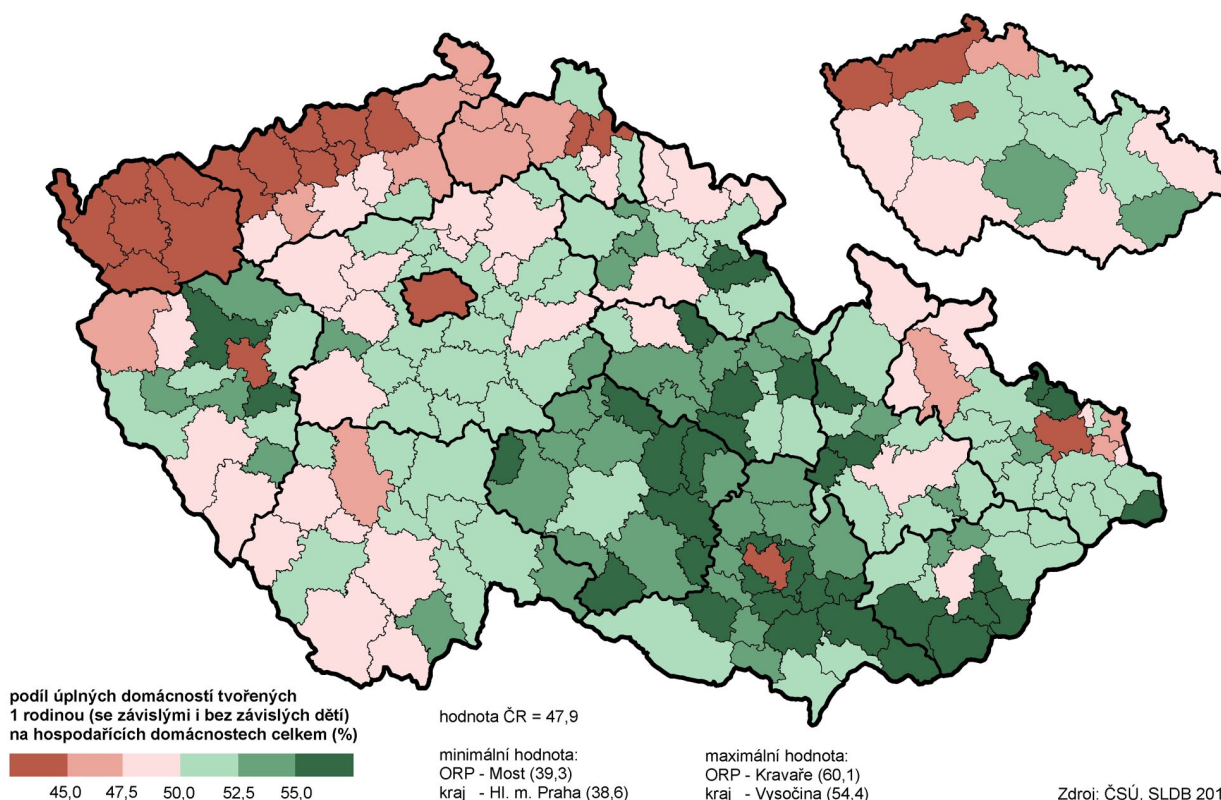 podíl úplných domácností tvořených
1 rodinou (se závislými i bez závislých dětí)
na hospodařících domácnostech celkem (%)
45,0 47,5 50,0 52,5 55,0
hodnota ČR = 47,9
minimální hodnota:
ORP - Most (39,3)
kraj - Hl. m. Praha (38,6)
maximální hodnota:
ORP - Kravaře (60,1)
kraj - Vysočina (54,4)
Zdroj: ČSÚ, SLDB 201